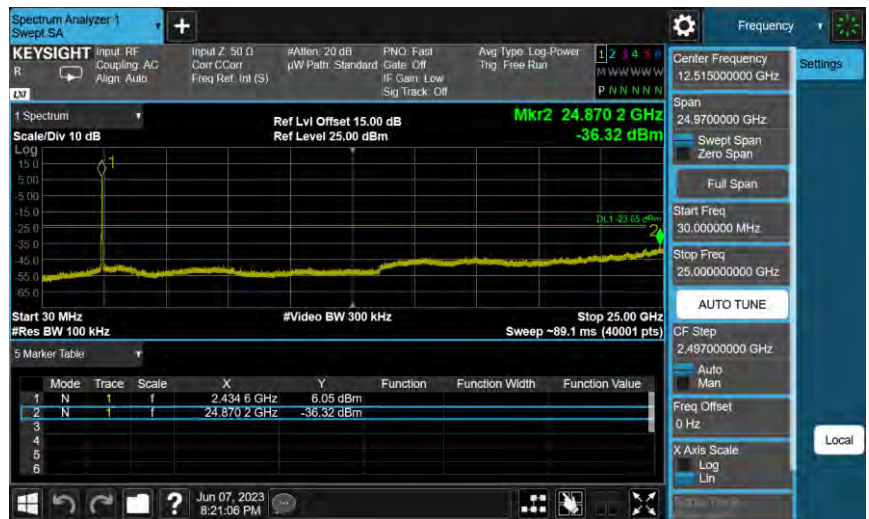 Spectrum Analyzer 1
Swept SA
+
Frequency
KEYSIGHT
R
LXI
Input: RF
Coupling: AC
Align: Auto
Input Z: 50 Ω
Corr CCorr
Freq Ref: Int (S)
#Atten: 20 dB
µW Path: Standard
PNO: Fast
Gate: Off
IF Gain: Low
Sig Track: Off
Avg Type: Log-Power
Trig: Free Run
1 2 3 4 5 6
M W W W W W
P N N N N N
Center Frequency
12.515000000 GHz
Settings
1 Spectrum
Scale/Div 10 dB
Ref Lvl Offset 15.00 dB
Ref Level 25.00 dBm
Mkr2 24.870 2 GHz
-36.32 dBm
Log
15.0
5.00
-5.00
-15.0
-25.0
-35.0
-45.0
-55.0
-65.0
1
DL1 -23.65 dBm
2
Start 30 MHz
#Res BW 100 kHz
#Video BW 300 kHz
Stop 25.00 GHz
Sweep ~89.1 ms (40001 pts)
Span
24.9700000 GHz
Swept Span
Zero Span
Full Span
Start Freq
30.000000 MHz
Stop Freq
25.000000000 GHz
AUTO TUNE
CF Step
2.497000000 GHz
Auto
Man
Freq Offset
0 Hz
X Axis Scale
Log
Lin
Local
5 Marker Table
Mode Trace Scale X Y Function Function Width Function Value
1 N 1 f 2.434 6 GHz 6.05 dBm
2 N 1 f 24.870 2 GHz -36.32 dBm
3
4
5
6
?
Jun 07, 2023
8:21:06 PM